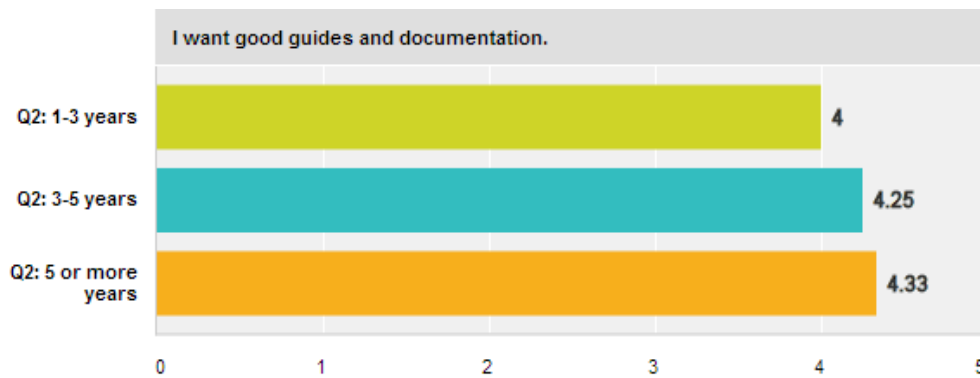 I want good guides and documentation.
Q2: 1-3 years
4
Q2: 3-5 years
4.25
Q2: 5 or more
years
4.33
0 1 2 3 4 5